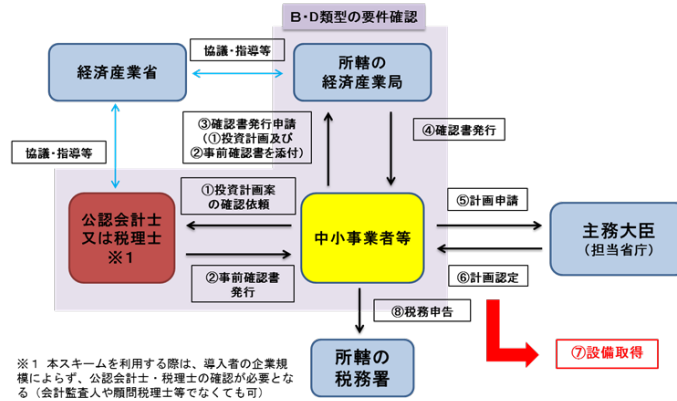 B・D類型の要件確認
経済産業省
協議・指導等
所轄の
経済産業局
③確認書発行申請
(①投資計画及び
②事前確認書を添付)
④確認書発行
協議・指導等
①投資計画案
の確認依頼
公認会計士
又は税理士
※1
中小事業者等
⑤計画申請
主務大臣
(担当省庁)
②事前確認書
発行
⑥計画認定
⑧税務申告
⑦設備取得
所轄の
税務署
※1 本スキームを利用する際は、導入者の企業規
模によらず、公認会計士・税理士の確認が必要とな
る(会計監査人や顧問税理士等でなくても可)